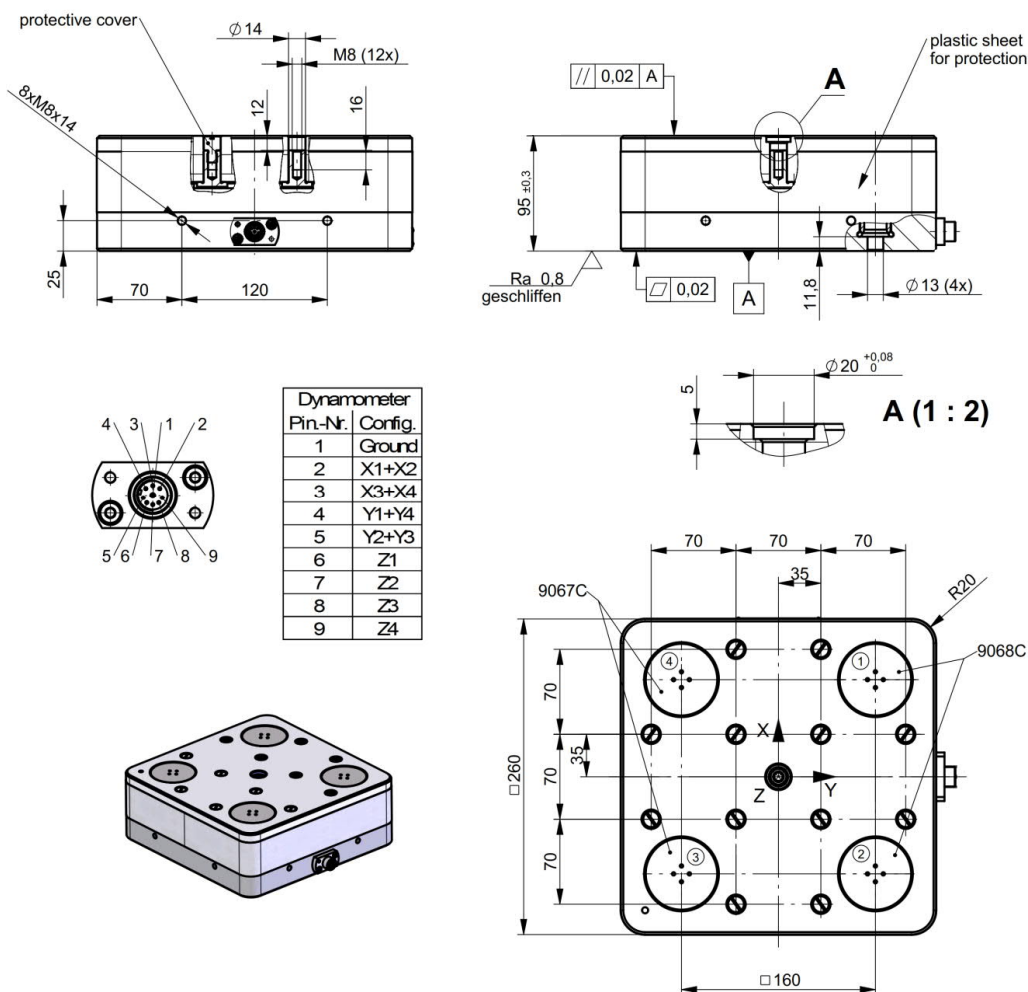 protective cover
∅ 14
M8 (12x)
8xM8x14
12
16
25
70
120
// 0,02 A
A
plastic sheet
for protection
95 ±0,3
Ra 0,8
geschliffen
▱ 0,02
A
11,8
∅ 13 (4x)
5
∅ 20 +0,08
0
A (1 : 2)
4 3 1 2
5 6 7 8 9
Dynamometer
Pin.-Nr. Config.
1 Ground
2 X1+X2
3 X3+X4
4 Y1+Y4
5 Y2+Y3
6 Z1
7 Z2
8 Z3
9 Z4
70 70 70
35
R20
9067C
9068C
4
1
70
35
70
70
□ 260
X
Z
Y
3
2
□ 160